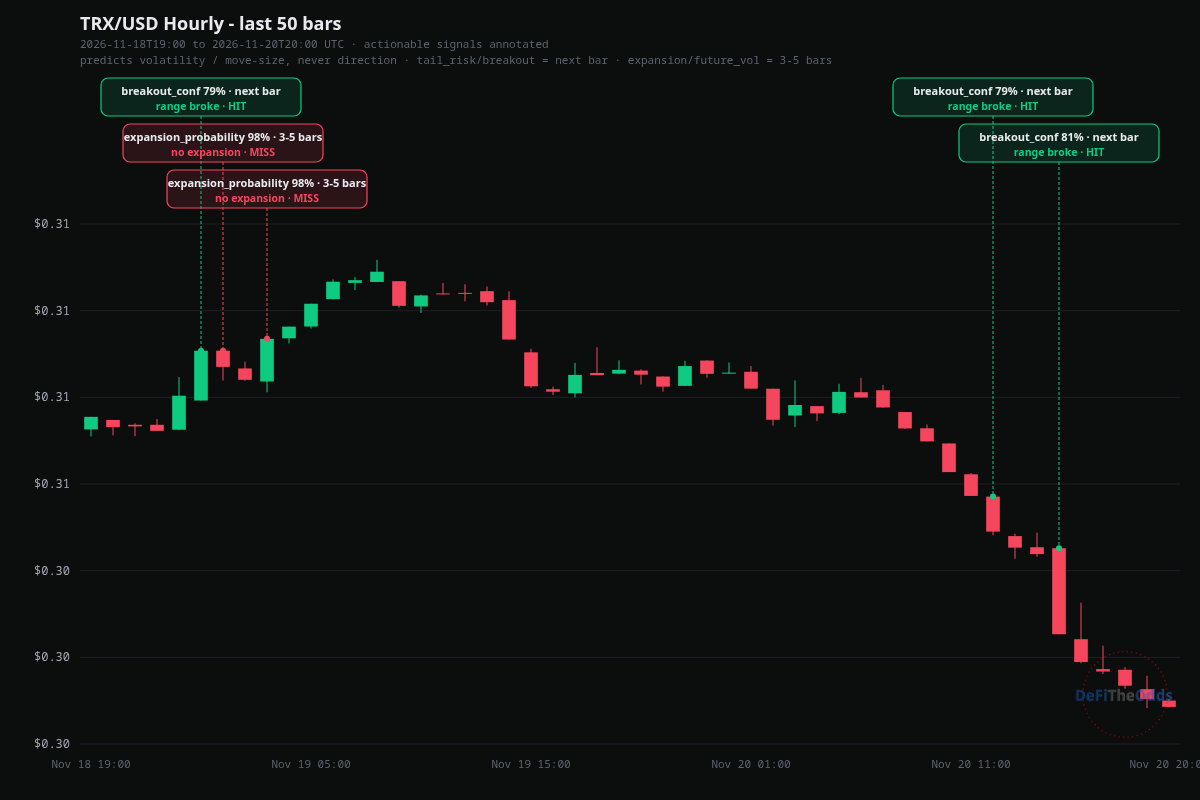 TRX/USD Hourly - last 50 bars
2026-11-18T19:00 to 2026-11-20T20:00 UTC · actionable signals annotated
predicts volatility / move-size, never direction · tail_risk/breakout = next bar · expansion/future_vol = 3-5 bars
breakout_conf 79% · next bar
range broke · HIT
expansion_probability 98% · 3-5 bars
no expansion · MISS
expansion_probability 98% · 3-5 bars
no expansion · MISS
breakout_conf 79% · next bar
range broke · HIT
breakout_conf 81% · next bar
range broke · HIT
$0.31
$0.31
$0.31
$0.31
$0.30
$0.30
$0.30
DeFiTheOdds
Nov 18 19:00
Nov 19 05:00
Nov 19 15:00
Nov 20 01:00
Nov 20 11:00
Nov 20 20:0